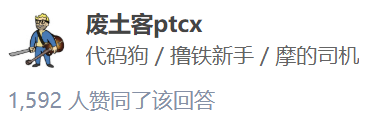 废土客ptcx
代码狗 / 撸铁新手 / 摩的司机
1,592 人赞同了该回答